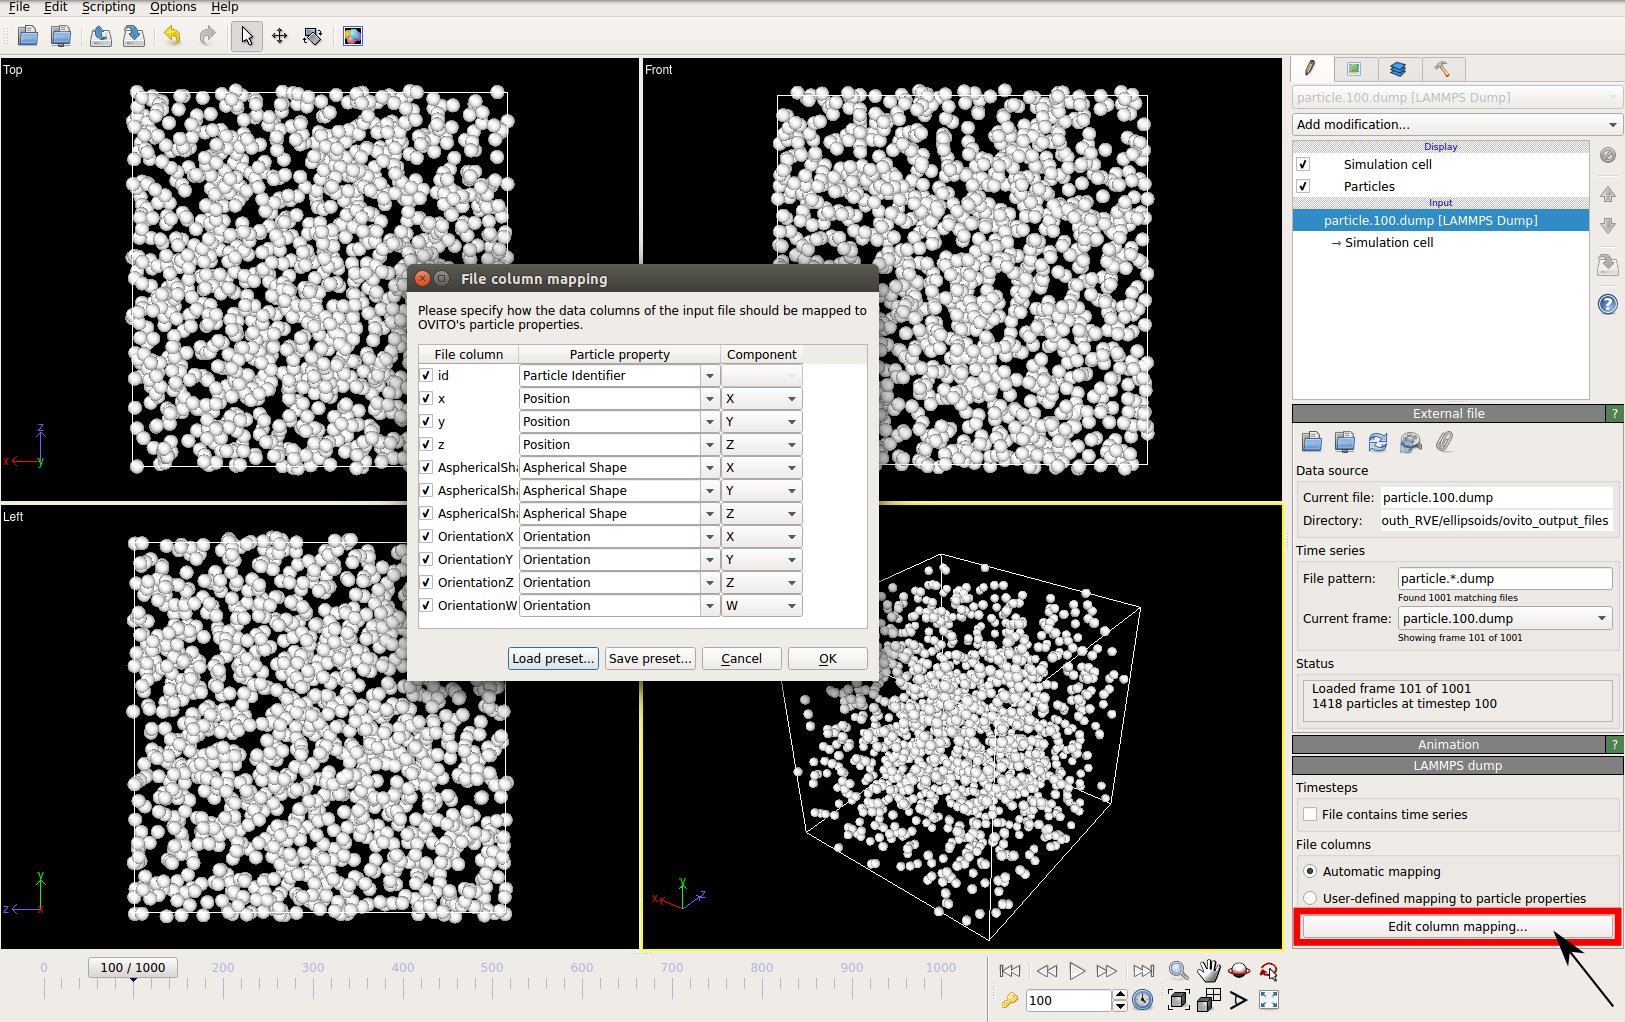 File Edit Scripting Options Help
Top
Front
Left
x z y
z y x
x y z
File column mapping
Please specify how the data columns of the input file should be mapped to
OVITO's particle properties.
File column Particle property Component
id Particle Identifier
x Position X
y Position Y
z Position Z
AsphericalSha Aspherical Shape X
AsphericalSha Aspherical Shape Y
AsphericalSha Aspherical Shape Z
OrientationX Orientation X
OrientationY Orientation Y
OrientationZ Orientation Z
OrientationW Orientation W
Load preset... Save preset... Cancel OK
particle.100.dump [LAMMPS Dump]
Add modification...
Display
Simulation cell
Particles
Input
particle.100.dump [LAMMPS Dump]
→ Simulation cell
External file ?
Data source
Current file: particle.100.dump
Directory: outh_RVE/ellipsoids/ovito_output_files
Time series
File pattern: particle.*.dump
Found 1001 matching files
Current frame: particle.100.dump
Showing frame 101 of 1001
Status
Loaded frame 101 of 1001
1418 particles at timestep 100
Animation ?
LAMMPS dump
Timesteps
File contains time series
File columns
Automatic mapping
User-defined mapping to particle properties
Edit column mapping...
0 100 / 1000 200 300 400 500 600 700 800 900 1000
100